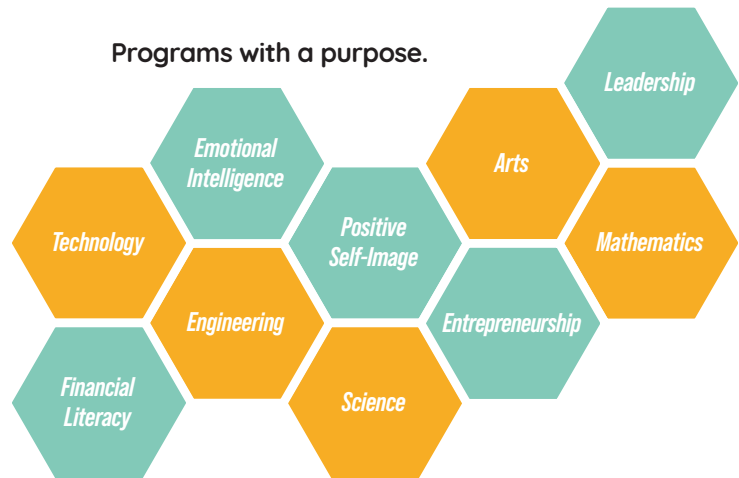 Programs with a purpose.
Leadership
Emotional
Intelligence
Arts
Technology
Positive
Self-Image
Mathematics
Engineering
Entrepreneurship
Financial
Literacy
Science